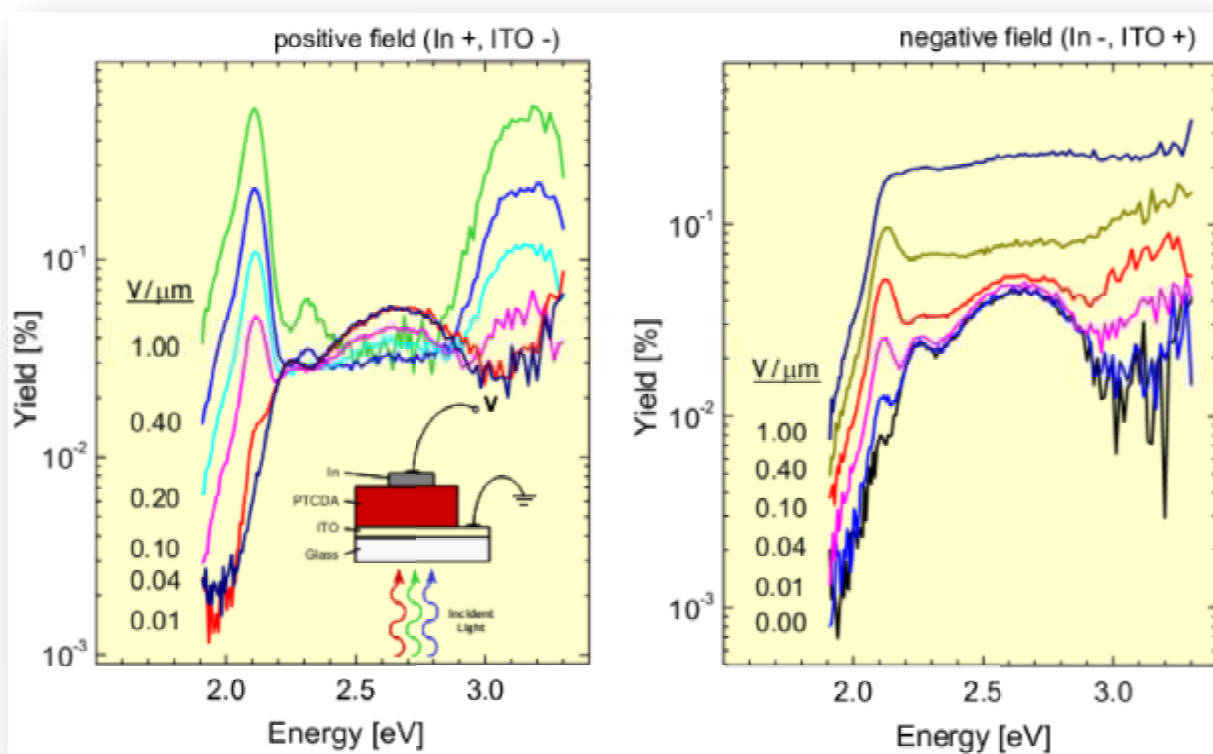 positive field (In +, ITO -)
10⁻¹
10⁻²
10⁻³
Yield [%]
V/μm
1.00
0.40
0.20
0.10
0.04
0.01
V
In
PTCDA
ITO
Glass
Incident
Light
2.0 2.5 3.0
Energy [eV]
negative field (In -, ITO +)
10⁻¹
10⁻²
10⁻³
Yield [%]
V/μm
1.00
0.40
0.10
0.04
0.01
0.00
2.0 2.5 3.0
Energy [eV]